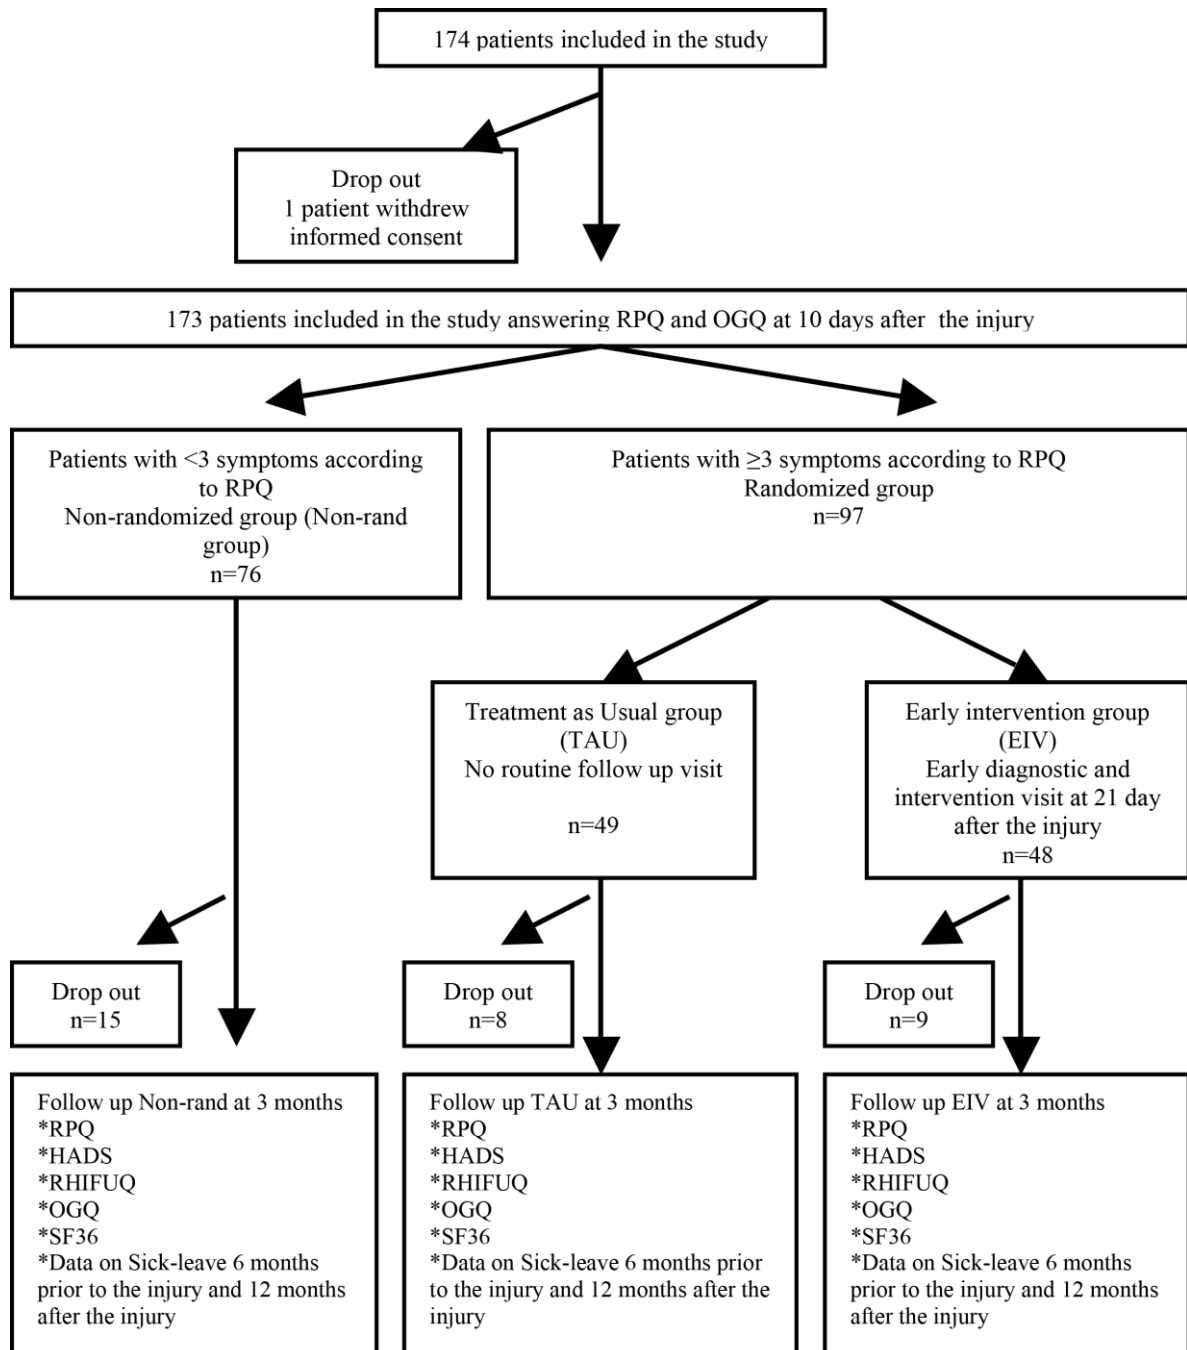 174 patients included in the study
Drop out
1 patient withdrew
informed consent
173 patients included in the study answering RPQ and OGQ at 10 days after the injury
Patients with <3 symptoms according
to RPQ
Non-randomized group (Non-rand
group)
n=76
Patients with ≥3 symptoms according to RPQ
Randomized group
n=97
Treatment as Usual group
(TAU)
No routine follow up visit
n=49
Early intervention group
(EIV)
Early diagnostic and
intervention visit at 21 day
after the injury
n=48
Drop out
n=15
Drop out
n=8
Drop out
n=9
Follow up Non-rand at 3 months
*RPQ
*HADS
*RHIFUQ
*OGQ
*SF36
*Data on Sick-leave 6 months
prior to the injury and 12 months
after the injury
Follow up TAU at 3 months
*RPQ
*HADS
*RHIFUQ
*OGQ
*SF36
*Data on Sick-leave 6 months prior
to the injury and 12 months after the
injury
Follow up EIV at 3 months
*RPQ
*HADS
*RHIFUQ
*OGQ
*SF36
*Data on Sick-leave 6 months
prior to the injury and 12 months
after the injury